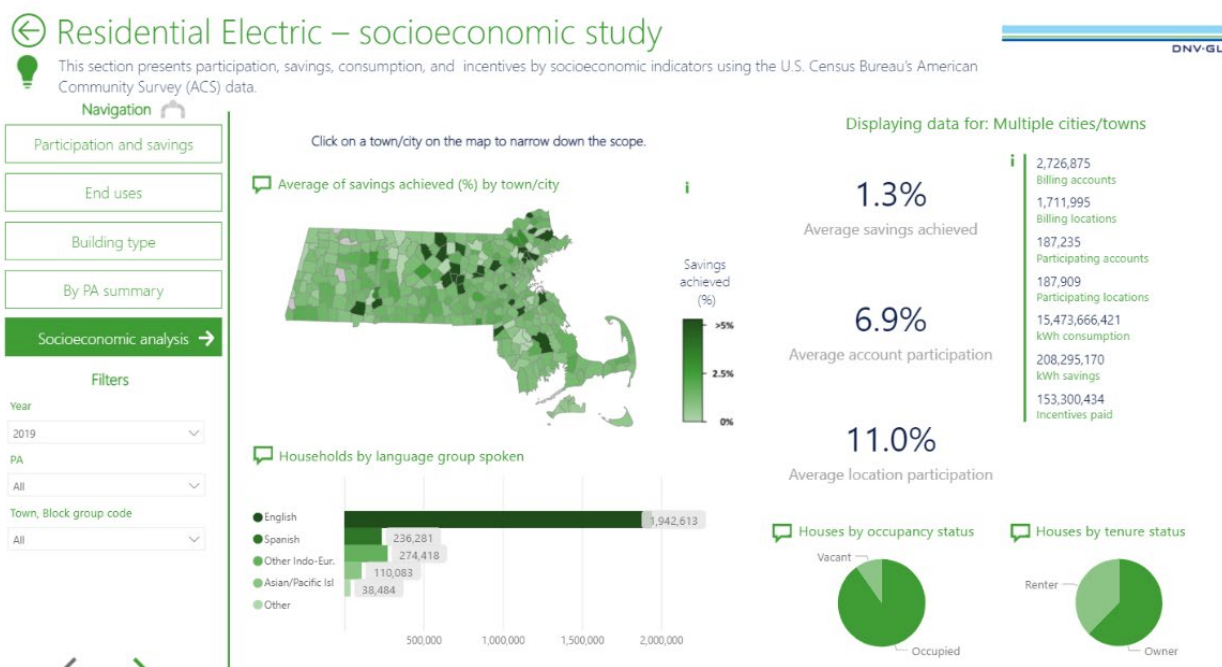 Residential Electric – socioeconomic study
DNV·GL
This section presents participation, savings, consumption, and incentives by socioeconomic indicators using the U.S. Census Bureau's American
Community Survey (ACS) data.
Navigation
Participation and savings
End uses
Building type
By PA summary
Socioeconomic analysis
Filters
Year
2019
PA
All
Town, Block group code
All
Click on a town/city on the map to narrow down the scope.
Average of savings achieved (%) by town/city
i
Savings
achieved
(%)
>5%
2.5%
0%
Households by language group spoken
English
Spanish
Other Indo-Eur.
Asian/Pacific Isl
Other
1,942,613
236,281
274,418
110,083
38,484
500,000
1,000,000
1,500,000
2,000,000
Displaying data for: Multiple cities/towns
1.3%
Average savings achieved
6.9%
Average account participation
11.0%
Average location participation
i
2,726,875
Billing accounts
1,711,995
Billing locations
187,235
Participating accounts
187,909
Participating locations
15,473,666,421
kWh consumption
208,295,170
kWh savings
153,300,434
Incentives paid
Houses by occupancy status
Vacant
Occupied
Houses by tenure status
Renter
Owner